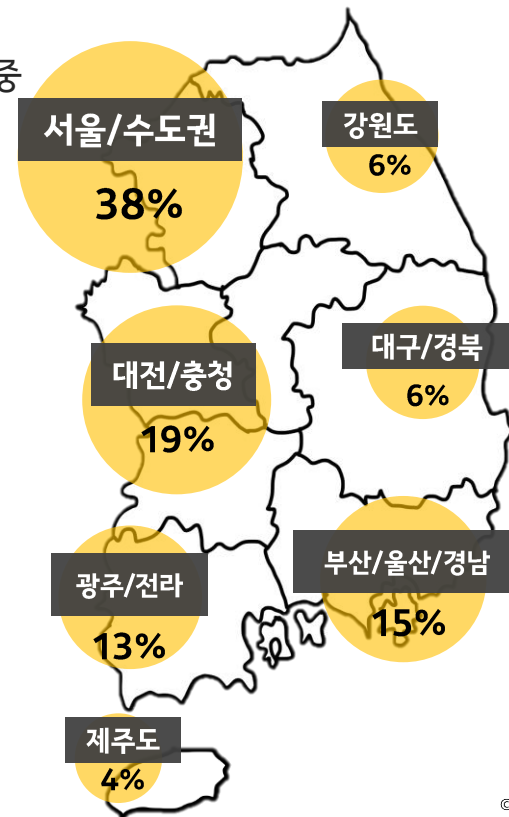 중
서울/수도권
38%
강원도
6%
대전/충청
19%
대구/경북
6%
광주/전라
13%
부산/울산/경남
15%
제주도
4%
©